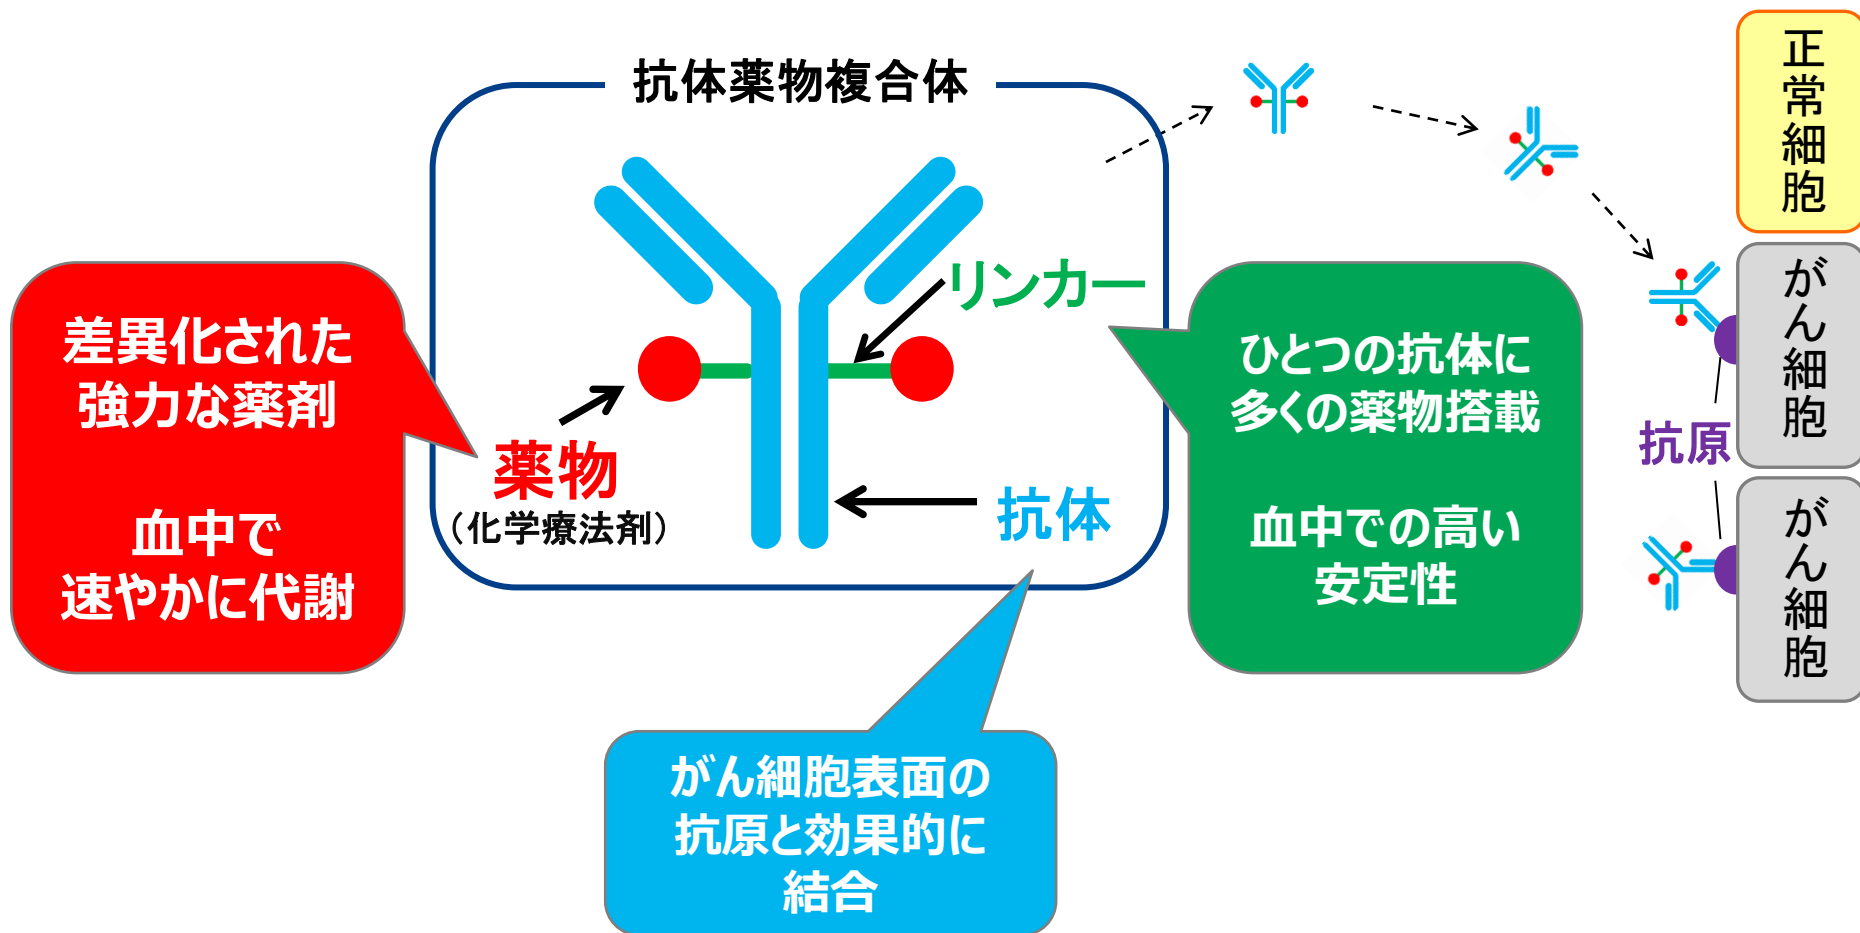 抗体薬物複合体
リンカー
薬物
（化学療法剤）
抗体
差異化された
強力な薬剤
血中で
速やかに代謝
ひとつの抗体に
多くの薬物搭載
血中での高い
安定性
がん細胞表面の
抗原と効果的に
結合
正常細胞
がん細胞
抗原
がん細胞